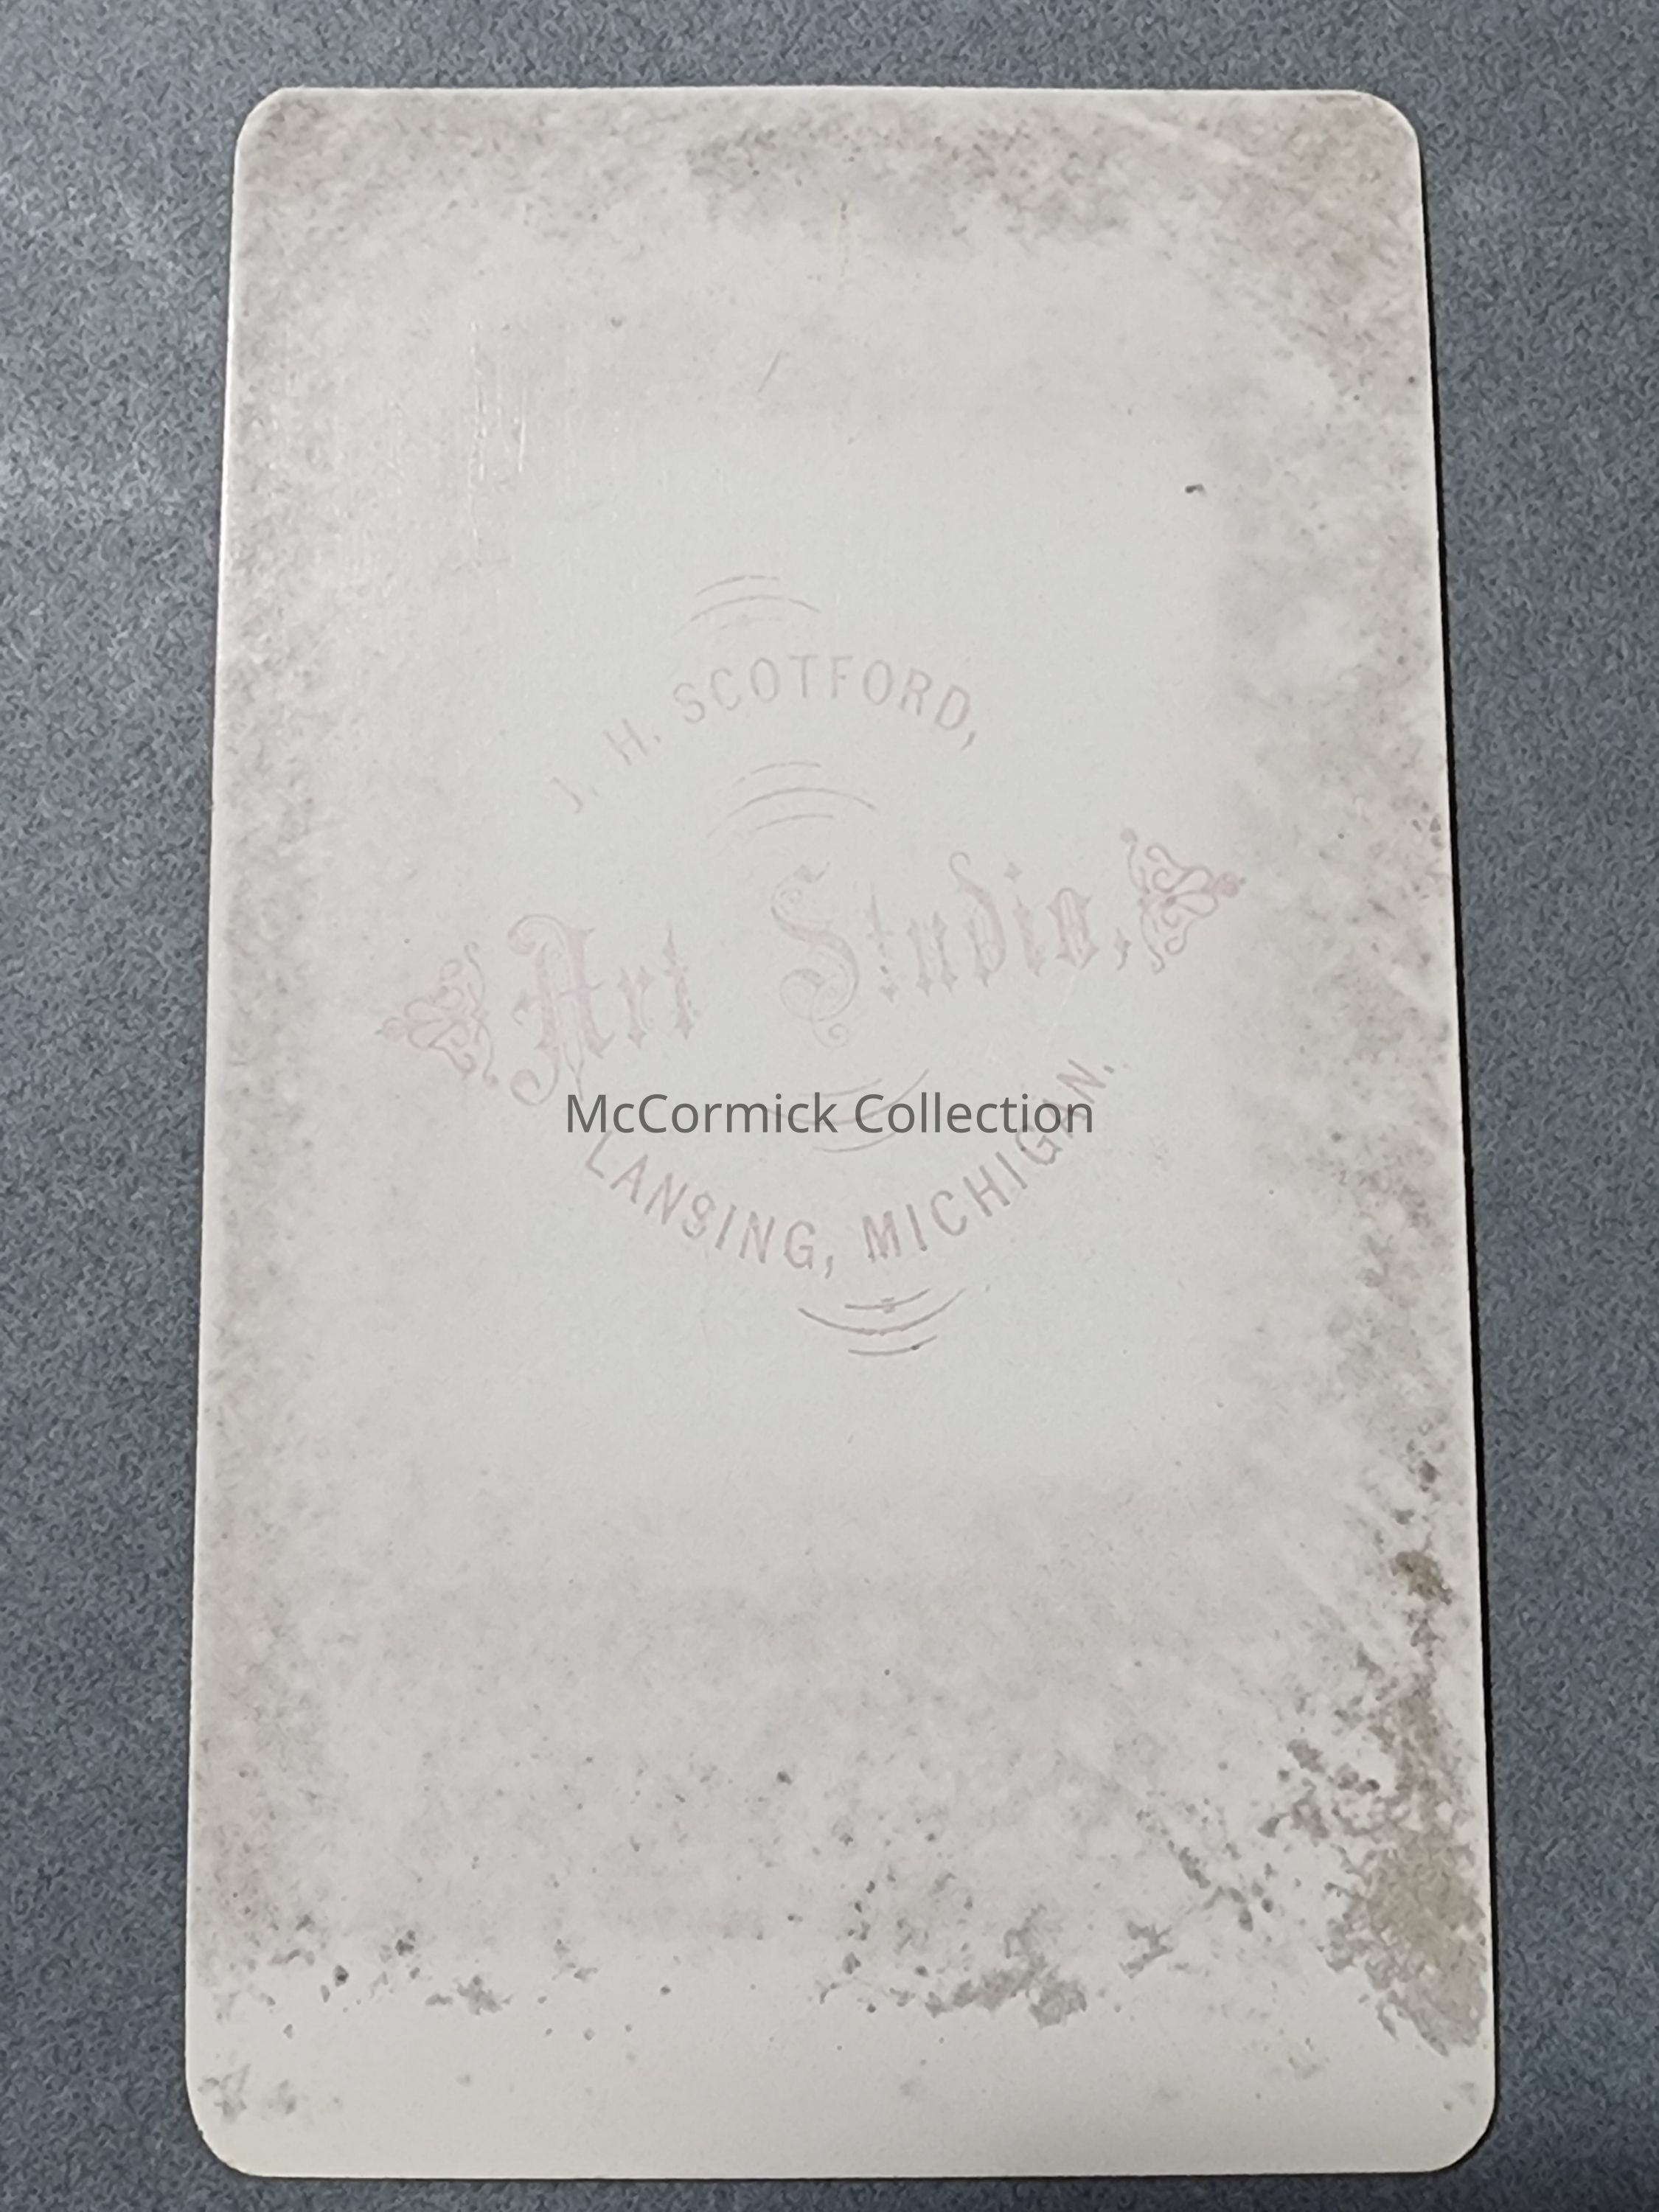 J. H. SCOTFORD,
Art Studio,
McCormick Collection
LANSING, MICHIGAN.